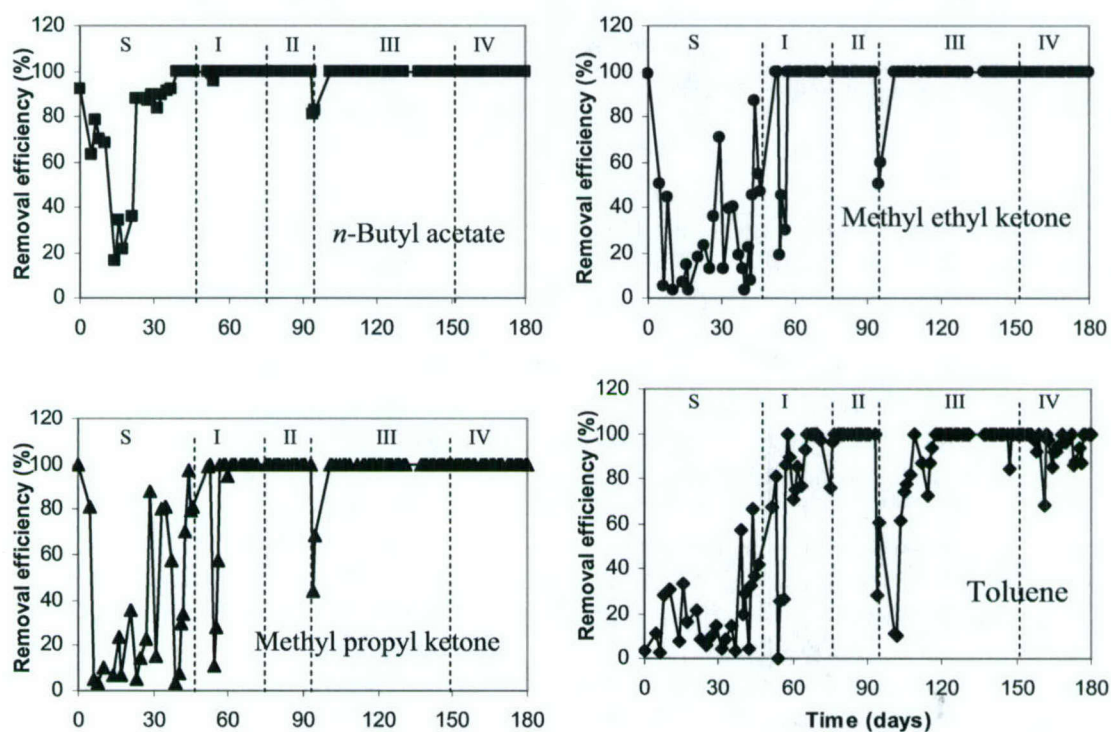 120
100
80
60
40
20
0
Removal efficiency (%)
S I II III IV
n-Butyl acetate
0 30 60 90 120 150 180
120
100
80
60
40
20
0
Removal efficiency (%)
S I II III IV
Methyl ethyl ketone
0 30 60 90 120 150 180
120
100
80
60
40
20
0
Removal efficiency (%)
S I II III IV
Methyl propyl ketone
0 30 60 90 120 150 180
120
100
80
60
40
20
0
Removal efficiency (%)
S I II III IV
Toluene
0 30 60 90 120 150 180
Time (days)